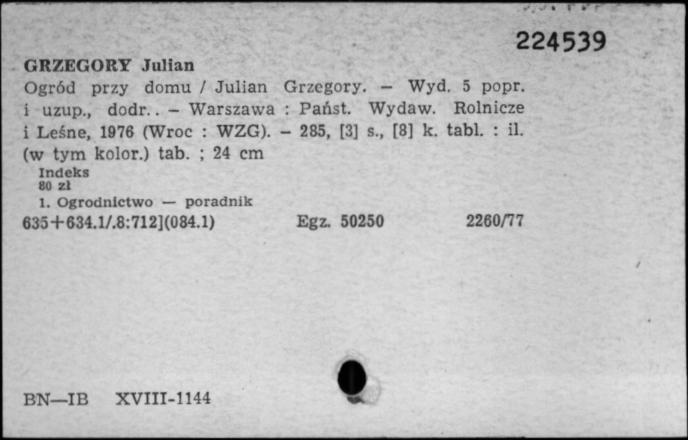 224539
GRZEGORY Julian
Ogród przy domu / Julian Grzegory. — Wyd. 5 popr.
i uzup., dodr.. — Warszawa : Państ. Wydaw. Rolnicze
i Leśne, 1976 (Wroc : WZG). — 285, [3] s., [8] k. tabl. : il.
(w tym kolor.) tab. ; 24 cm
Indeks
80 zł
1. Ogrodnictwo — poradnik
635+634.1/.8:712](084.1) Egz. 50250 2260/77
BN—IB XVIII-1144